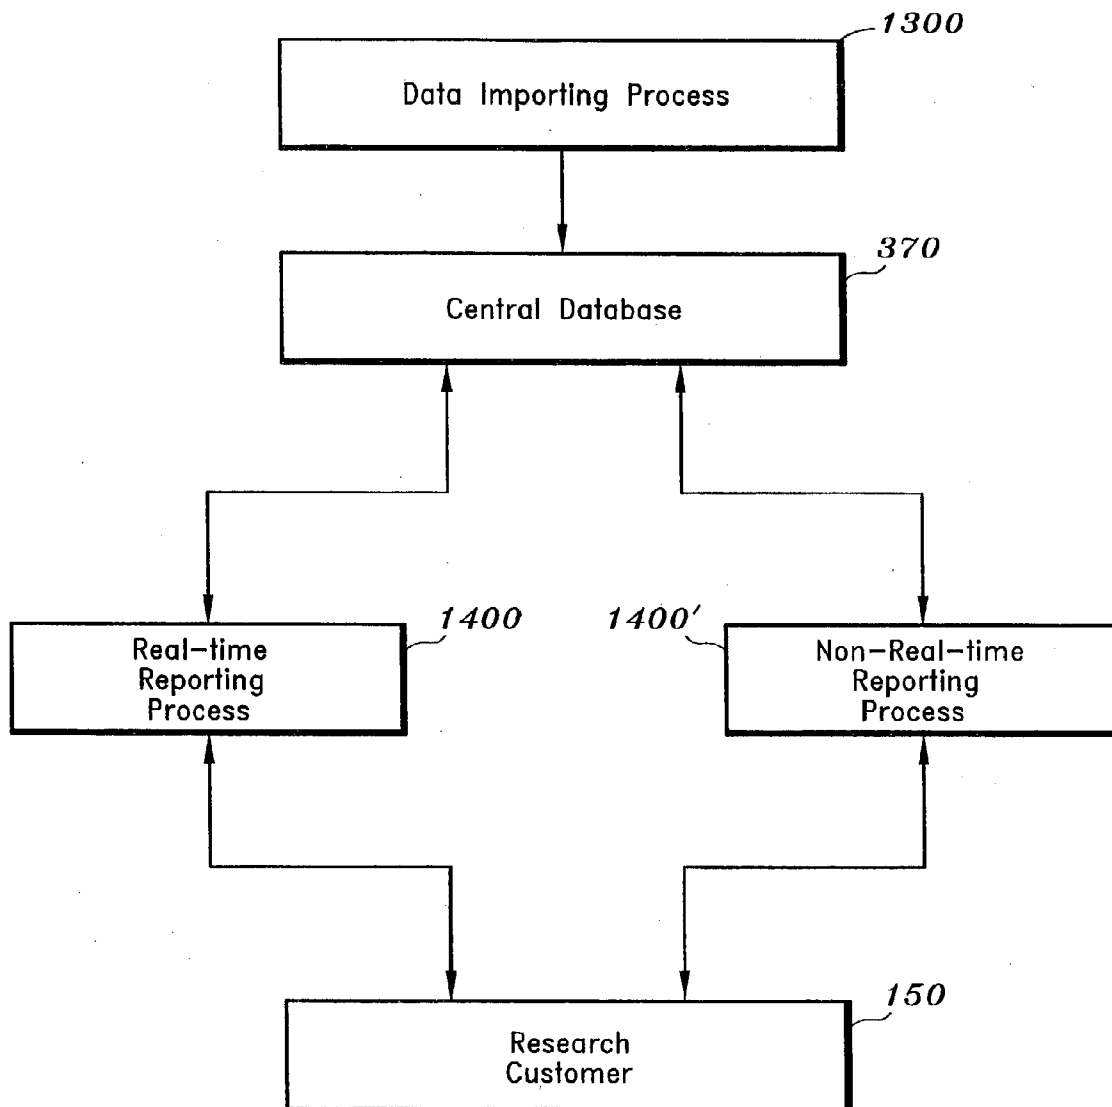 1300
Data Importing Process
370
Central Database
1400
1400'
Real-time
Reporting
Process
Non-Real-time
Reporting
Process
150
Research
Customer